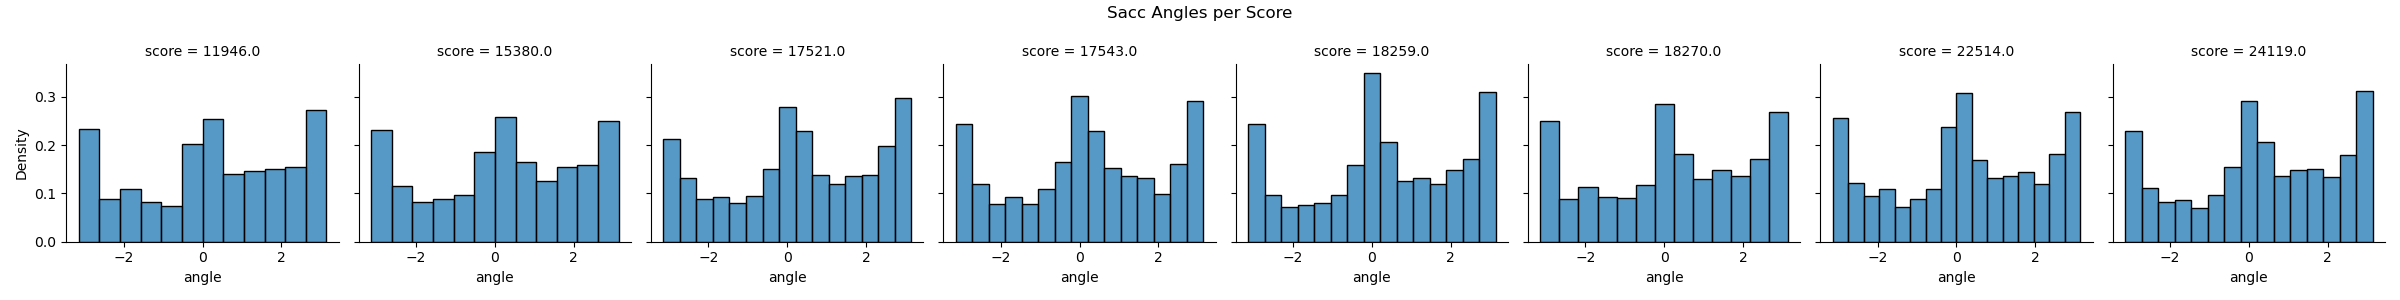 Sacc Angles per Score
score = 11946.0 score = 15380.0 score = 17521.0 score = 17543.0 score = 18259.0 score = 18270.0 score = 22514.0 score = 24119.0
Density
0.3
0.2
0.1
0.0
−2 0 2 −2 0 2 −2 0 2 −2 0 2 −2 0 2 −2 0 2 −2 0 2 −2 0 2
angle angle angle angle angle angle angle angle